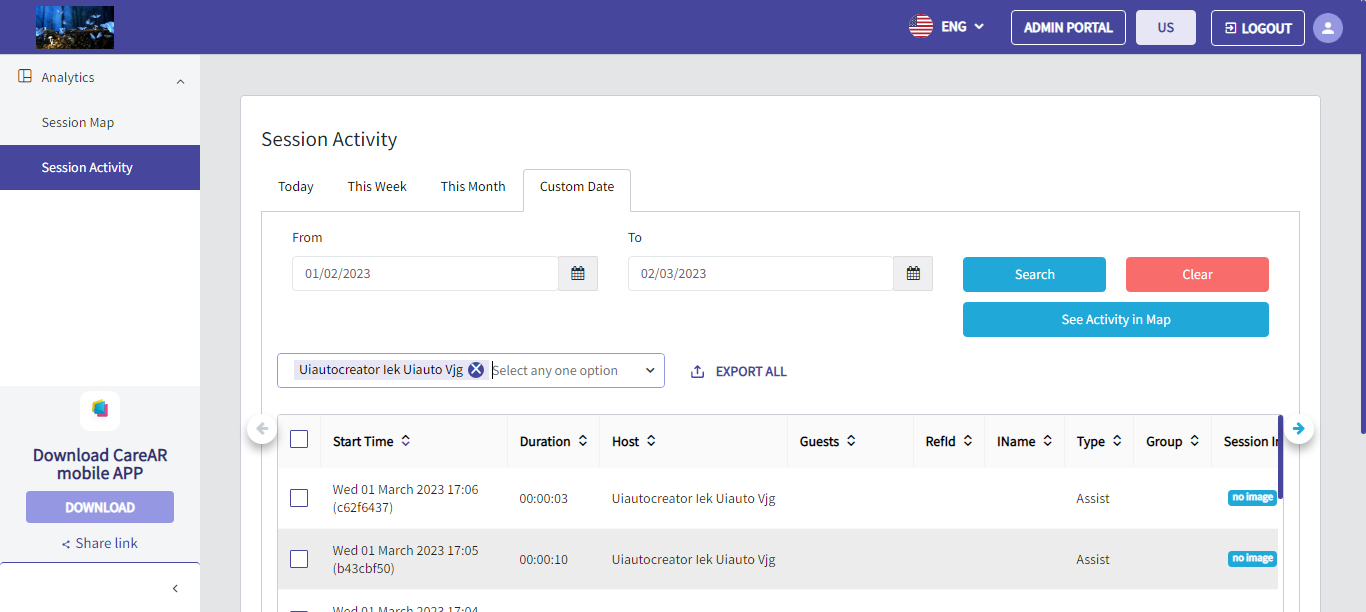 ENG
ADMIN PORTAL
US
LOGOUT
Analytics
Session Map
Session Activity
Download CareAR
mobile APP
DOWNLOAD
Share link
Session Activity
Today
This Week
This Month
Custom Date
From
To
01/02/2023
02/03/2023
Search
Clear
See Activity in Map
Uiautocreator Iek Uiauto Vjg
Select any one option
EXPORT ALL
Start Time
Duration
Host
Guests
RefId
IName
Type
Group
Session
Wed 01 March 2023 17:06
(c62f6437)
00:00:03
Uiautocreator Iek Uiauto Vjg
Assist
no image
Wed 01 March 2023 17:05
(b43cbf50)
00:00:10
Uiautocreator Iek Uiauto Vjg
Assist
no image
Wed 01 March 2023 17:04